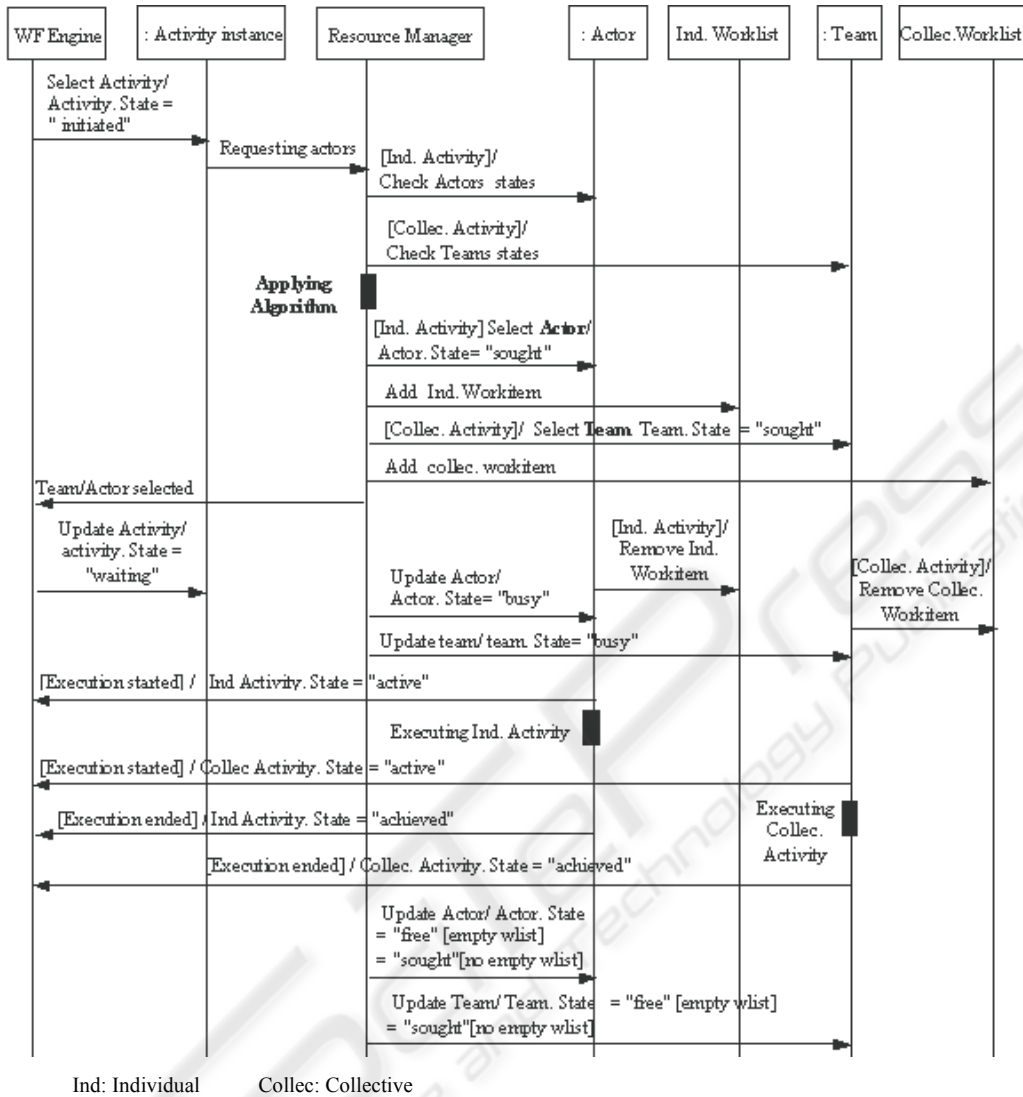 WF Engine
: Activity instance
Resource Manager
: Actor
Ind. Worklist
: Team
Collec.Worklist
Select Activity/
Activity. State =
" initiated"
Requesting actors
[Ind. Activity]/
Check Actors states
[Collec. Activity]/
Check Teams states
Applying
Algorithm
[Ind. Activity] Select Actor/
Actor. State= "sought"
Add Ind. Workitem
[Collec. Activity]/ Select Team. Team. State = "sought"
Add collec. workitem
Team/Actor selected
Update Activity/
activity. State =
"waiting"
[Ind. Activity]/
Remove Ind.
Workitem
Update Actor/
Actor. State= "busy"
[Collec. Activity]/
Remove Collec.
Workitem
Update team/ team. State= "busy"
[Execution started] / Ind Activity. State = "active"
Executing Ind. Activity
[Execution started] / Collec Activity. State = "active"
Executing
Collec.
Activity
[Execution ended] / Ind Activity. State = "achieved"
[Execution ended] / Collec. Activity. State = "achieved"
Update Actor/ Actor. State
= "free" [empty wlist]
= "sought"[no empty wlist]
Update Team/ Team. State = "free" [empty wlist]
= "sought"[no empty wlist]
Ind: Individual Collec: Collective